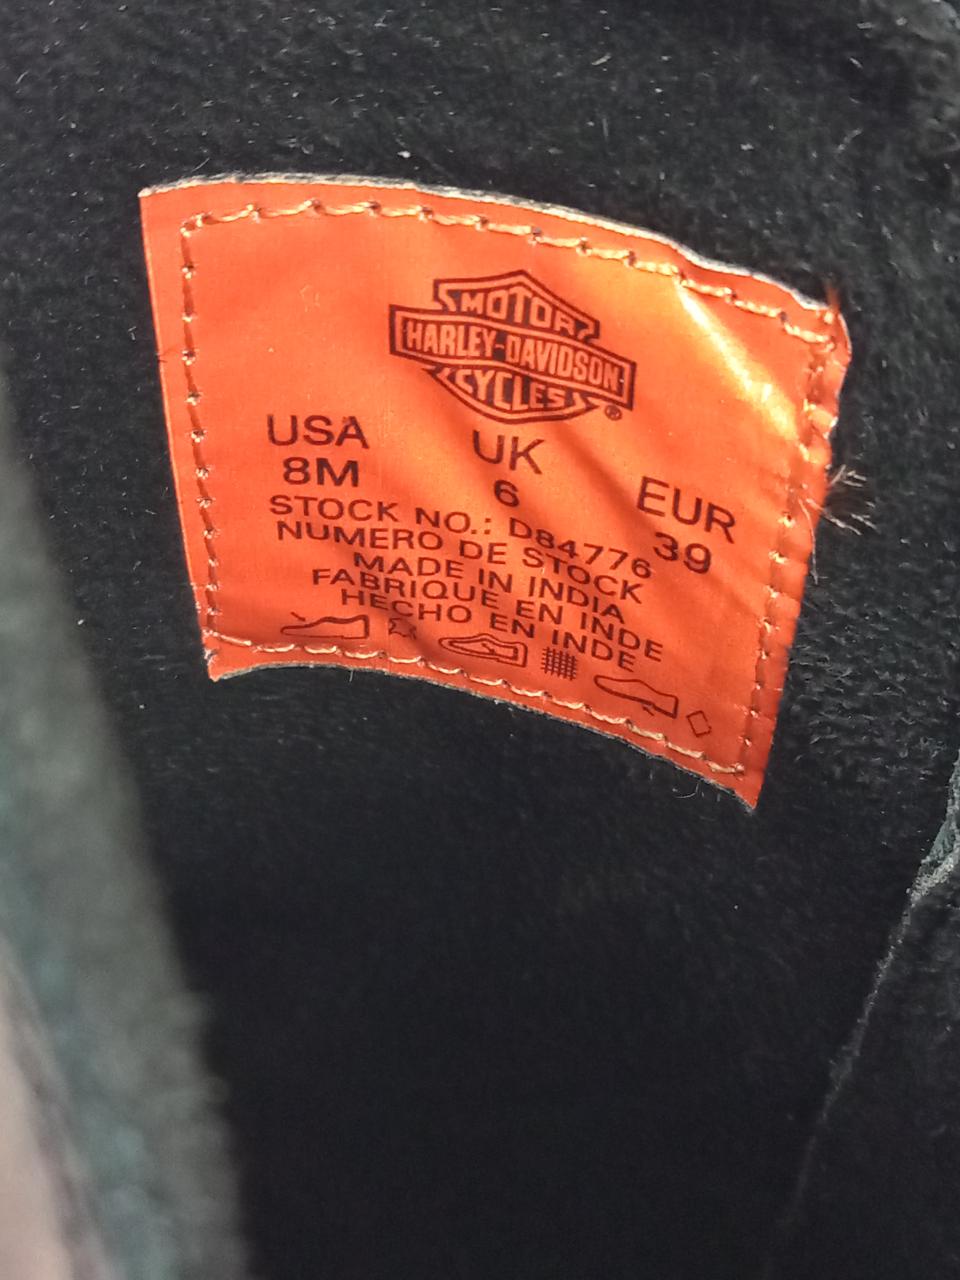 MOTOR
HARLEY-DAVIDSON
CYCLES ®
USA UK EUR
8M 6 39
STOCK NO.: D84776
NUMERO DE STOCK
MADE IN INDIA
FABRIQUE EN INDE
HECHO EN INDE